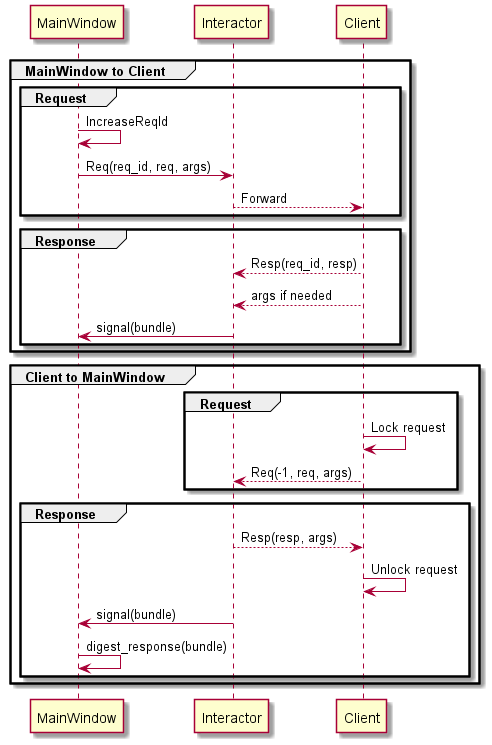 MainWindow
Interactor
Client
MainWindow to Client
Request
IncreaseReqId
Req(req_id, req, args)
Forward
Response
Resp(req_id, resp)
args if needed
signal(bundle)
Client to MainWindow
Request
Lock request
Req(-1, req, args)
Response
Resp(resp, args)
Unlock request
signal(bundle)
digest_response(bundle)
MainWindow
Interactor
Client